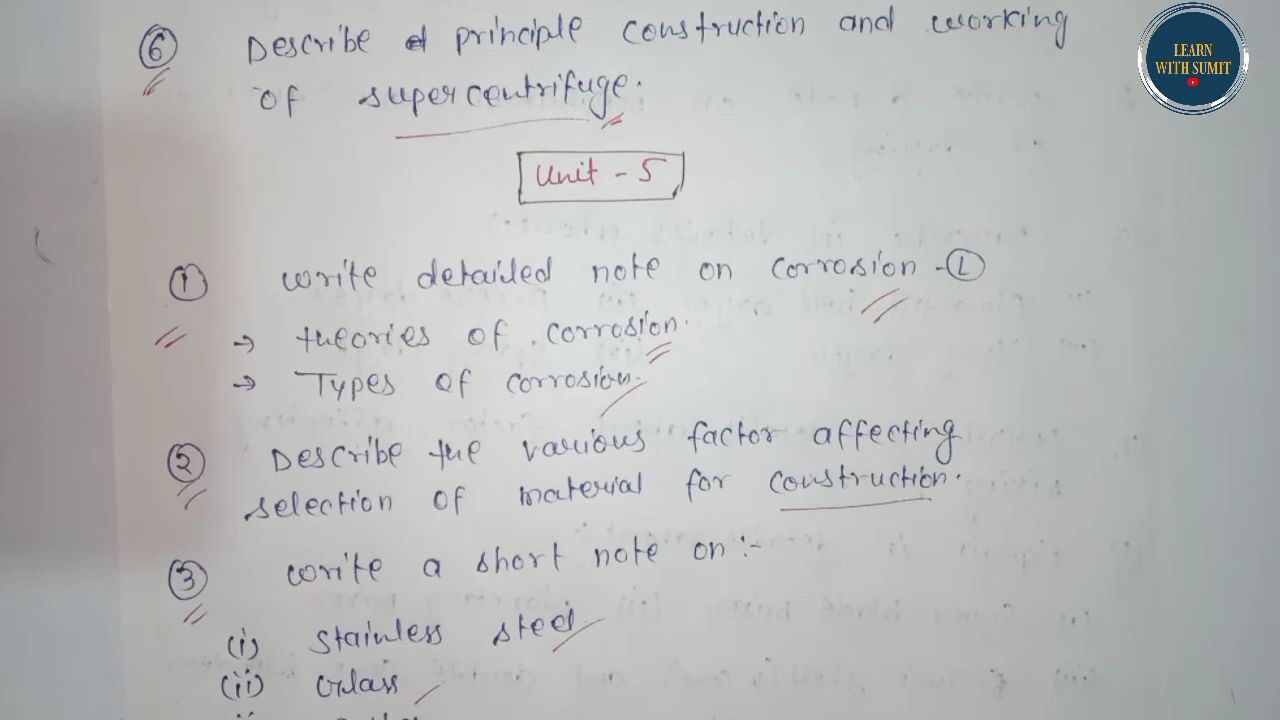 ⑥ Describe principle construction and working
of supercentrifuge.
LEARN
WITH SUMIT
Unit - 5
① Write detailed note on corrosion - Ⓛ
→ theories of corrosion.
→ Types of corrosion.
② Describe the various factor affecting
selection of material for construction.
③ Write a short note on :-
(i) Stainless steel
(ii) Glass